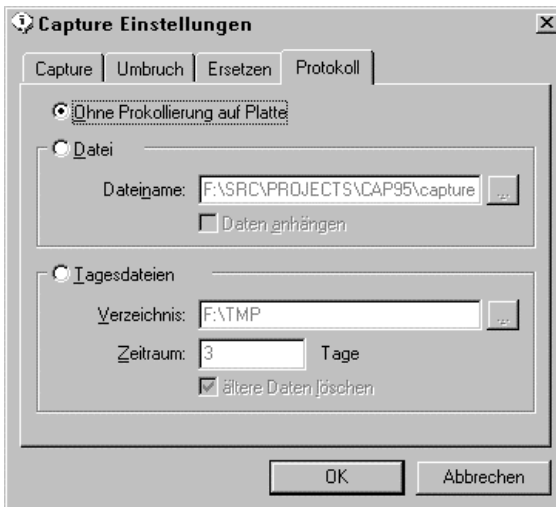 Capture Einstellungen
Capture Umbruch Ersetzen Protokoll
Ohne Prokollierung auf Platte
Datei
Dateiname: F:\SRC\PROJECTS\CAP95\capture ...
Daten anhängen
Tagesdateien
Verzeichnis: F:\TMP ...
Zeitraum: 3 Tage
ältere Daten löschen
OK Abbrechen